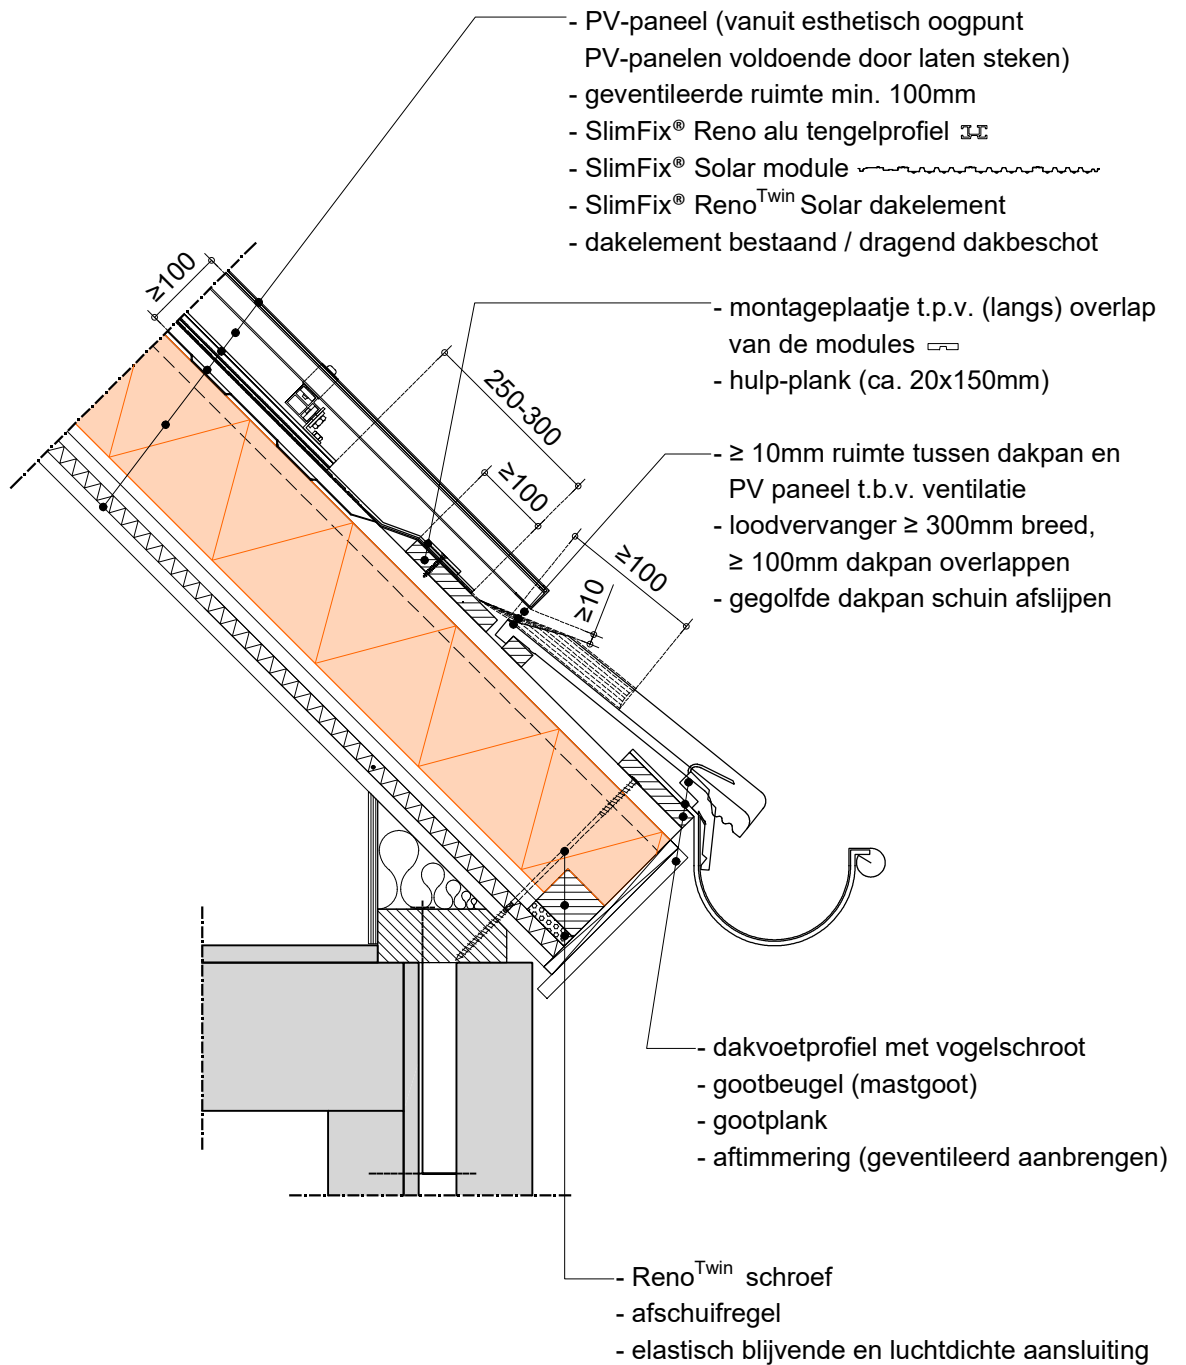 - PV-paneel (vanuit esthetisch oogpunt
PV-panelen voldoende door laten steken)
- geventileerde ruimte min. 100mm
- SlimFix® Reno alu tengelprofiel
- SlimFix® Solar module
- SlimFix® RenoTwin Solar dakelement
- dakelement bestaand / dragend dakbeschot
≥100
- montageplaatje t.p.v. (langs) overlap
van de modules
- hulp-plank (ca. 20x150mm)
250-300
≥100
- ≥ 10mm ruimte tussen dakpan en
PV paneel t.b.v. ventilatie
- loodvervanger ≥ 300mm breed,
≥ 100mm dakpan overlappen
- gegolfde dakpan schuin afslijpen
≥100
≥10
- dakvoetprofiel met vogelschroot
- gootbeugel (mastgoot)
- gootplank
- aftimmering (geventileerd aanbrengen)
- RenoTwin schroef
- afschuifregel
- elastisch blijvende en luchtdichte aansluiting